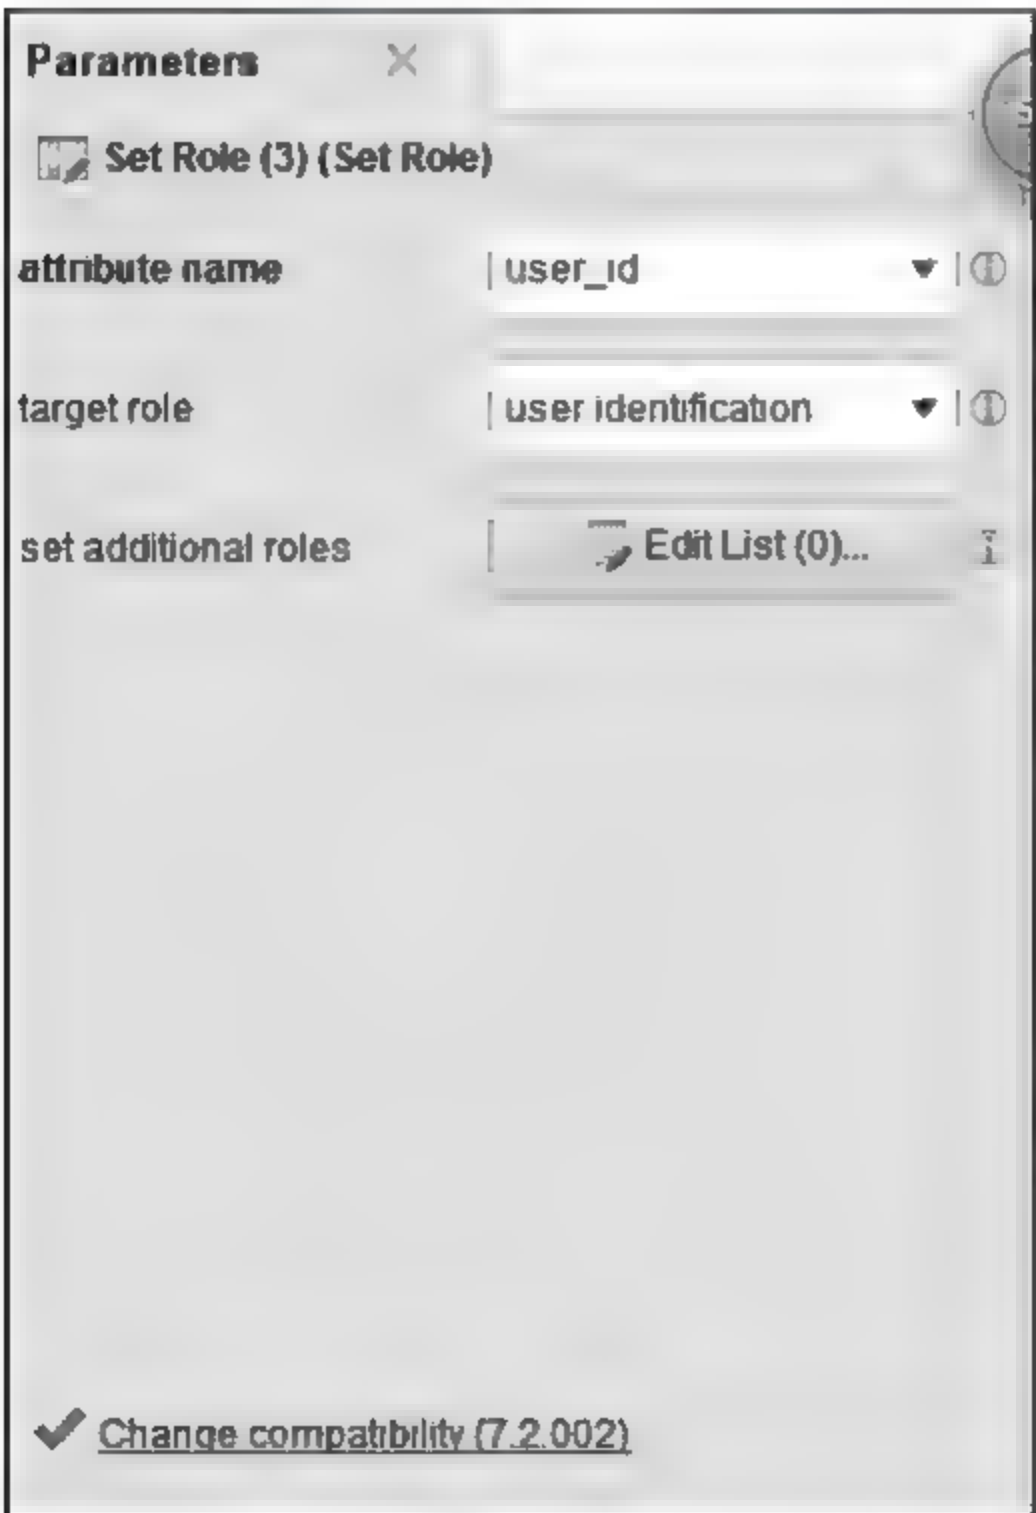 Parameters
Set Role (3) (Set Role)
attribute name user_id
target role user identification
set additional roles Edit List (0)...
Change compatibility (7.2.002)